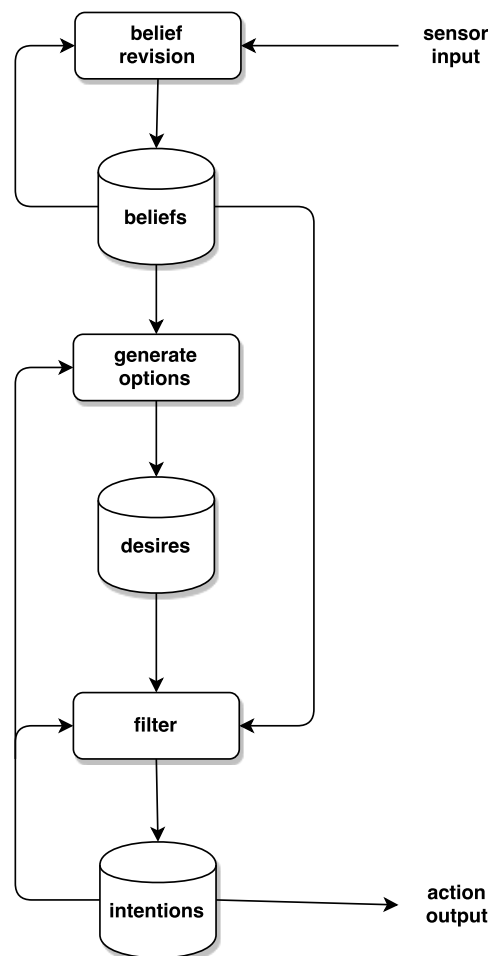 belief
revision
sensor
input
beliefs
generate
options
desires
filter
intentions
action
output